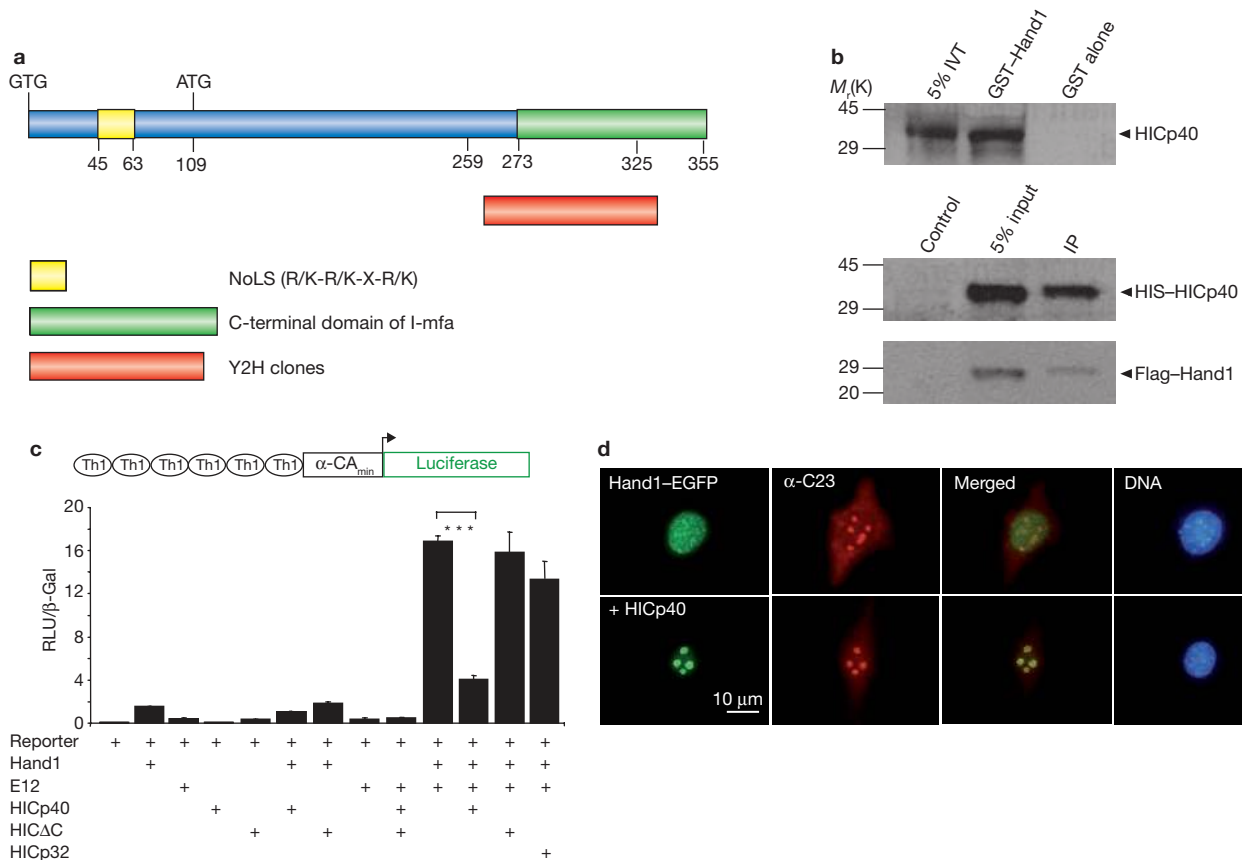 a
GTG
ATG
45 63 109 259 273 325 355
NoLS (R/K-R/K-X-R/K)
C-terminal domain of I-mfa
Y2H clones
b
Mr(K)
5% IVT
GST–Hand1
GST alone
45
29
HICp40
Control
5% input
IP
45
29
HIS–HICp40
29
20
Flag–Hand1
c
Th1 Th1 Th1 Th1 Th1 Th1 α-CAmin Luciferase
RLU/β-Gal
20
16
12
8
4
0
* * *
Reporter + + + + + + + + + + + + +
Hand1 + + + + + + +
E12 + + + + + + +
HICp40 + + + +
HICΔC + + + +
HICp32 +
d
Hand1–EGFP
α-C23
Merged
DNA
+ HICp40
10 μm